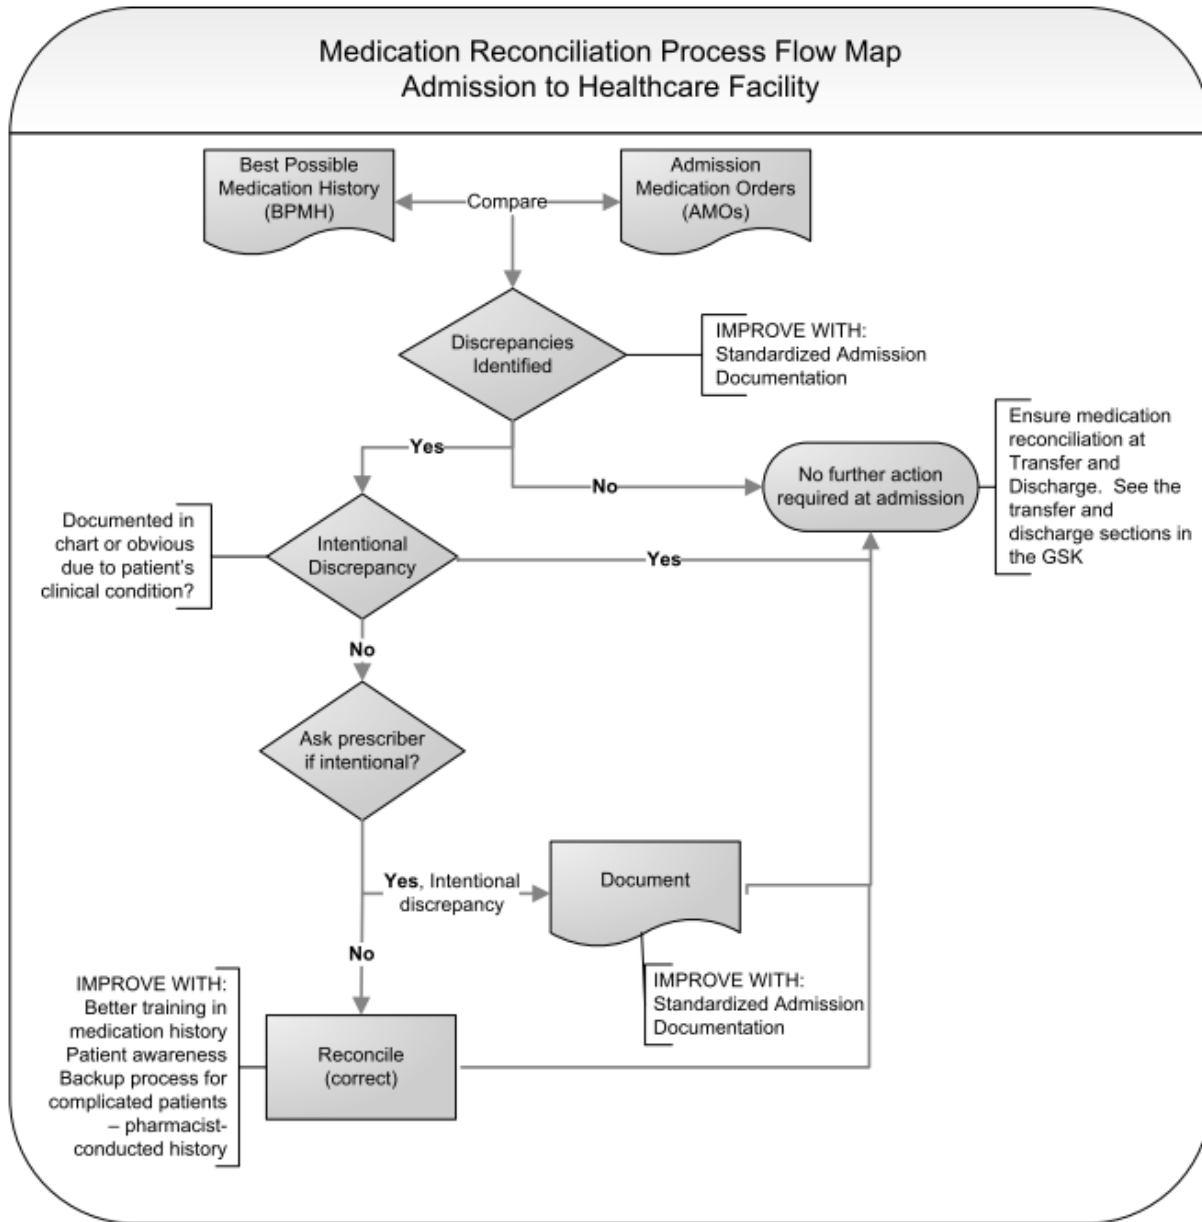 Medication Reconciliation Process Flow Map
Admission to Healthcare Facility
Best Possible
Medication History
(BPMH)
Compare
Admission
Medication Orders
(AMOs)
Discrepancies
Identified
IMPROVE WITH:
Standardized Admission
Documentation
Yes
No
No further action
required at admission
Ensure medication
reconciliation at
Transfer and
Discharge. See the
transfer and
discharge sections in
the GSK
Documented in
chart or obvious
due to patient's
clinical condition?
Intentional
Discrepancy
Yes
No
Ask prescriber
if intentional?
Yes, Intentional
discrepancy
Document
No
IMPROVE WITH:
Standardized Admission
Documentation
IMPROVE WITH:
Better training in
medication history
Patient awareness
Backup process for
complicated patients
– pharmacist-
conducted history
Reconcile
(correct)